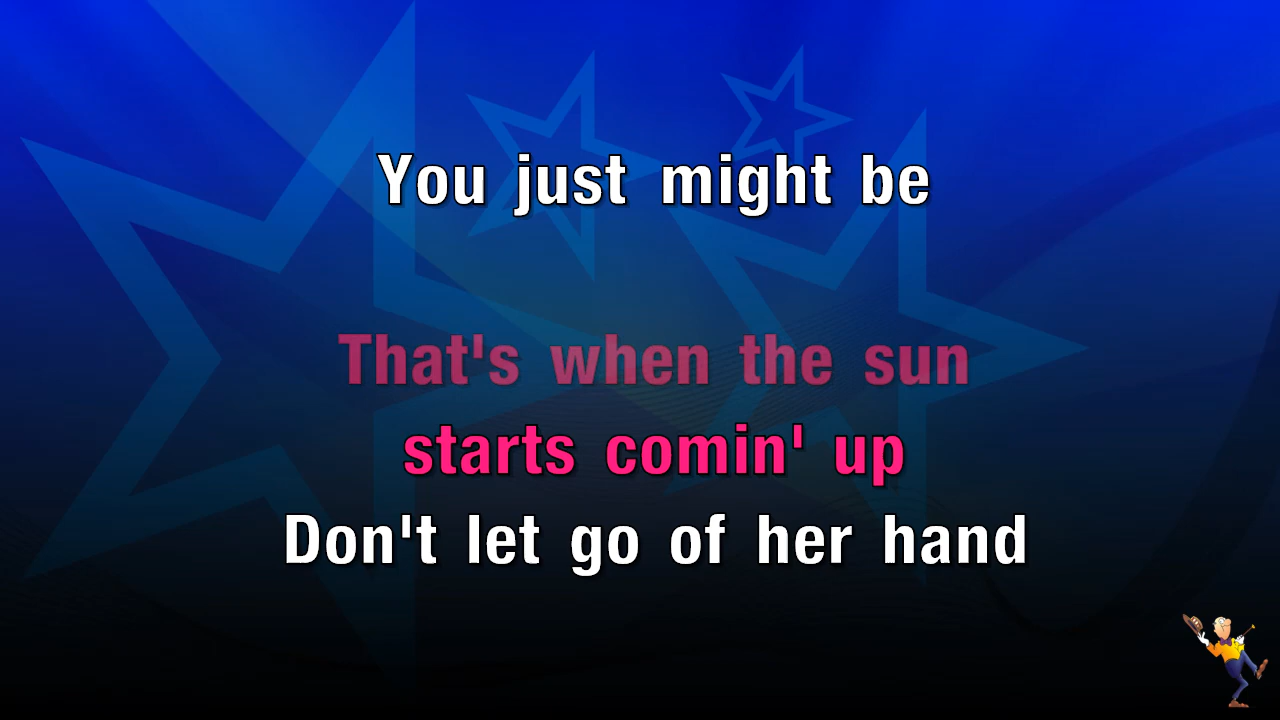 You just might be
That's when the sun
starts comin' up
Don't let go of her hand